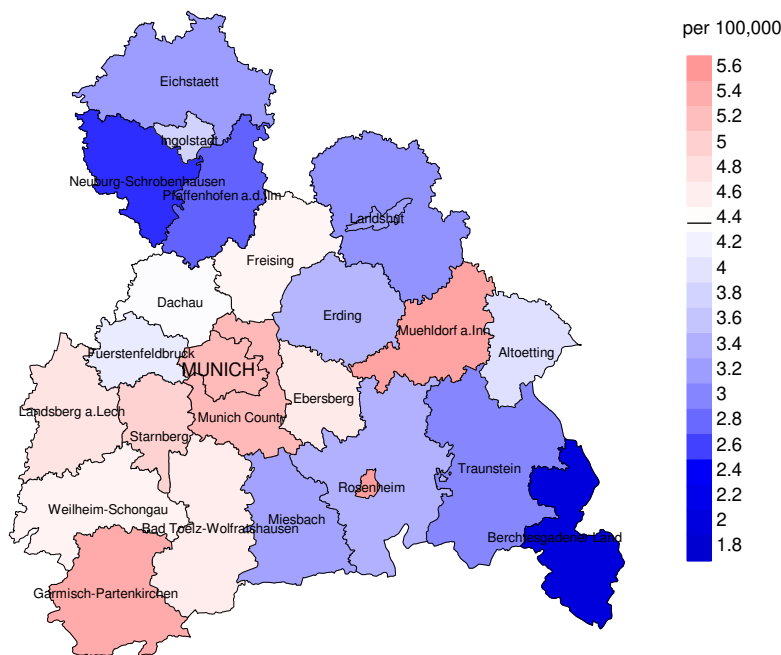 per 100,000
5.6
5.4
5.2
5
4.8
4.6
4.4
4.2
4
3.8
3.6
3.4
3.2
3
2.8
2.6
2.4
2.2
2
1.8
Eichstaett
Ingolstadt
Neuburg-Schrobenhausen
Pfaffenhofen a.d.Ilm
Landshut
Freising
Dachau
Erding
Muehldorf a.Inn
Altoetting
Fuerstenfeldbruck
MUNICH
Ebersberg
Landsberg a.Lech
Munich County
Starnberg
Traunstein
Rosenheim
Weilheim-Schongau
Miesbach
Bad Toelz-Wolfratshausen
Berchtesgadener Land
Garmisch-Partenkirchen